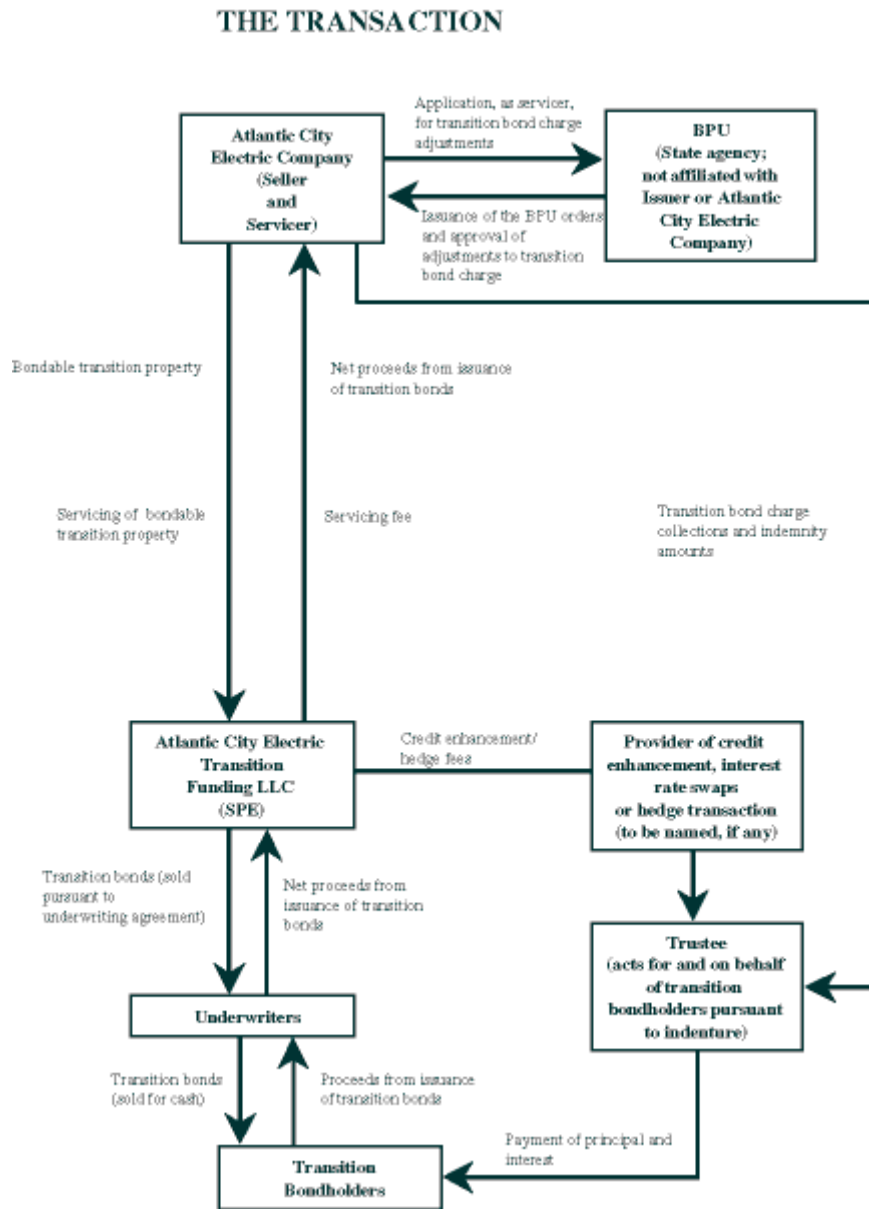 THE TRANSACTION
Atlantic City
Electric Company
(Seller
and
Servicer)
Application, as servicer,
for transition bond charge
adjustments
BPU
(State agency;
not affiliated with
Issuer or Atlantic
City Electric
Company)
Issuance of the BPU orders
and approval of
adjustments to transition
bond charge
Bondable transition property
Net proceeds from issuance
of transition bonds
Servicing of bondable
transition property
Servicing fee
Transition bond charge
collections and indemnity
amounts
Atlantic City Electric
Transition
Funding LLC
(SPE)
Credit enhancement/
hedge fees
Provider of credit
enhancement, interest
rate swaps
or hedge transaction
(to be named, if any)
Transition bonds (sold
pursuant to
underwriting agreement)
Net proceeds from
issuance of transition
bonds
Trustee
(acts for and on behalf
of transition
bondholders pursuant
to indenture)
Underwriters
Transition bonds
(sold for cash)
Proceeds from issuance
of transition bonds
Payment of principal and
interest
Transition
Bondholders